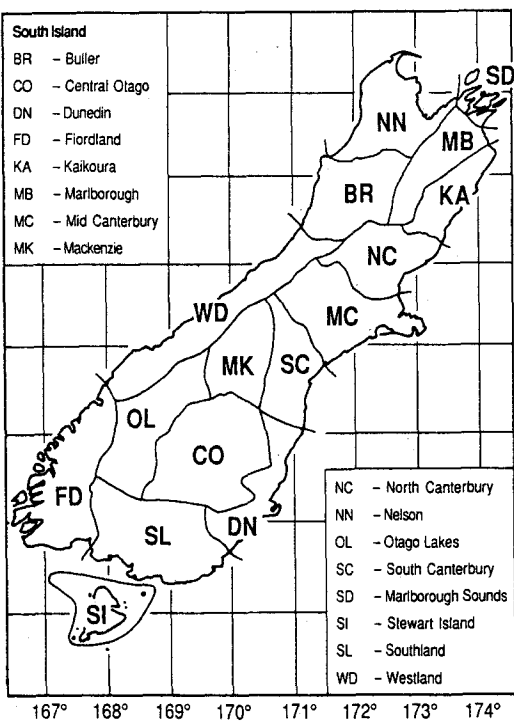 South Island
BR – Buller
CO – Central Otago
DN – Dunedin
FD – Fiordland
KA – Kaikoura
MB – Marlborough
MC – Mid Canterbury
MK – Mackenzie
SD
NN
MB
BR
KA
NC
WD
MC
MK
SC
OL
CO
FD
SL
DN
SI
NC – North Canterbury
NN – Nelson
OL – Otago Lakes
SC – South Canterbury
SD – Marlborough Sounds
SI – Stewart Island
SL – Southland
WD – Westland
167° 168° 169° 170° 171° 172° 173° 174°